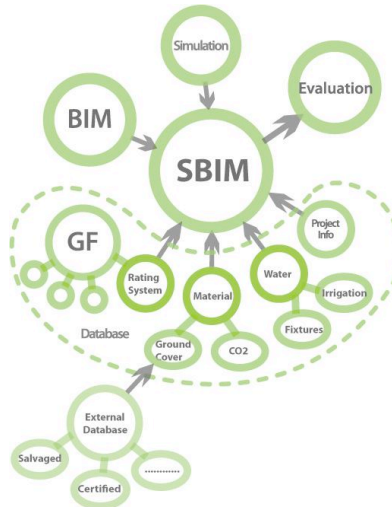 Simulation
Evaluation
BIM
SBIM
Project
Info
GF
Rating
System
Material
Water
Irrigation
Database
Ground
Cover
CO2
Fixtures
External
Database
Salvaged
Certified
............